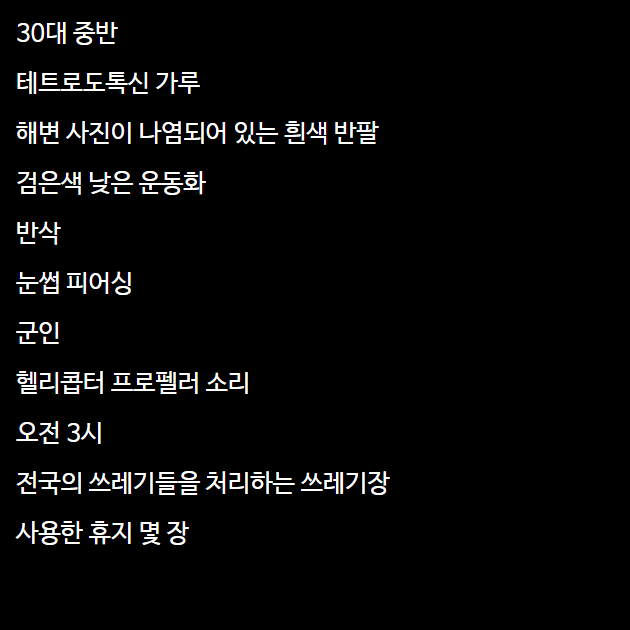 30대 중반
테트로도톡신 가루
해변 사진이 나염되어 있는 흰색 반팔
검은색 낮은 운동화
반삭
눈썹 피어싱
군인
헬리콥터 프로펠러 소리
오전 3시
전국의 쓰레기들을 처리하는 쓰레기장
사용한 휴지 몇 장